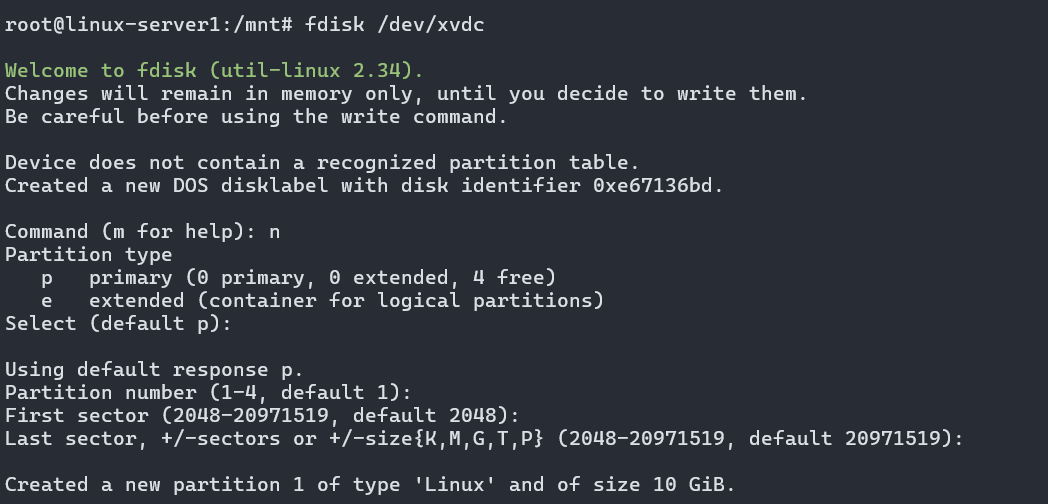 root@linux-server1:/mnt# fdisk /dev/xvdc
Welcome to fdisk (util-linux 2.34).
Changes will remain in memory only, until you decide to write them.
Be careful before using the write command.
Device does not contain a recognized partition table.
Created a new DOS disklabel with disk identifier 0xe67136bd.
Command (m for help): n
Partition type
   p   primary (0 primary, 0 extended, 4 free)
   e   extended (container for logical partitions)
Select (default p):
Using default response p.
Partition number (1-4, default 1):
First sector (2048-20971519, default 2048):
Last sector, +/-sectors or +/-size{K,M,G,T,P} (2048-20971519, default 20971519):
Created a new partition 1 of type 'Linux' and of size 10 GiB.